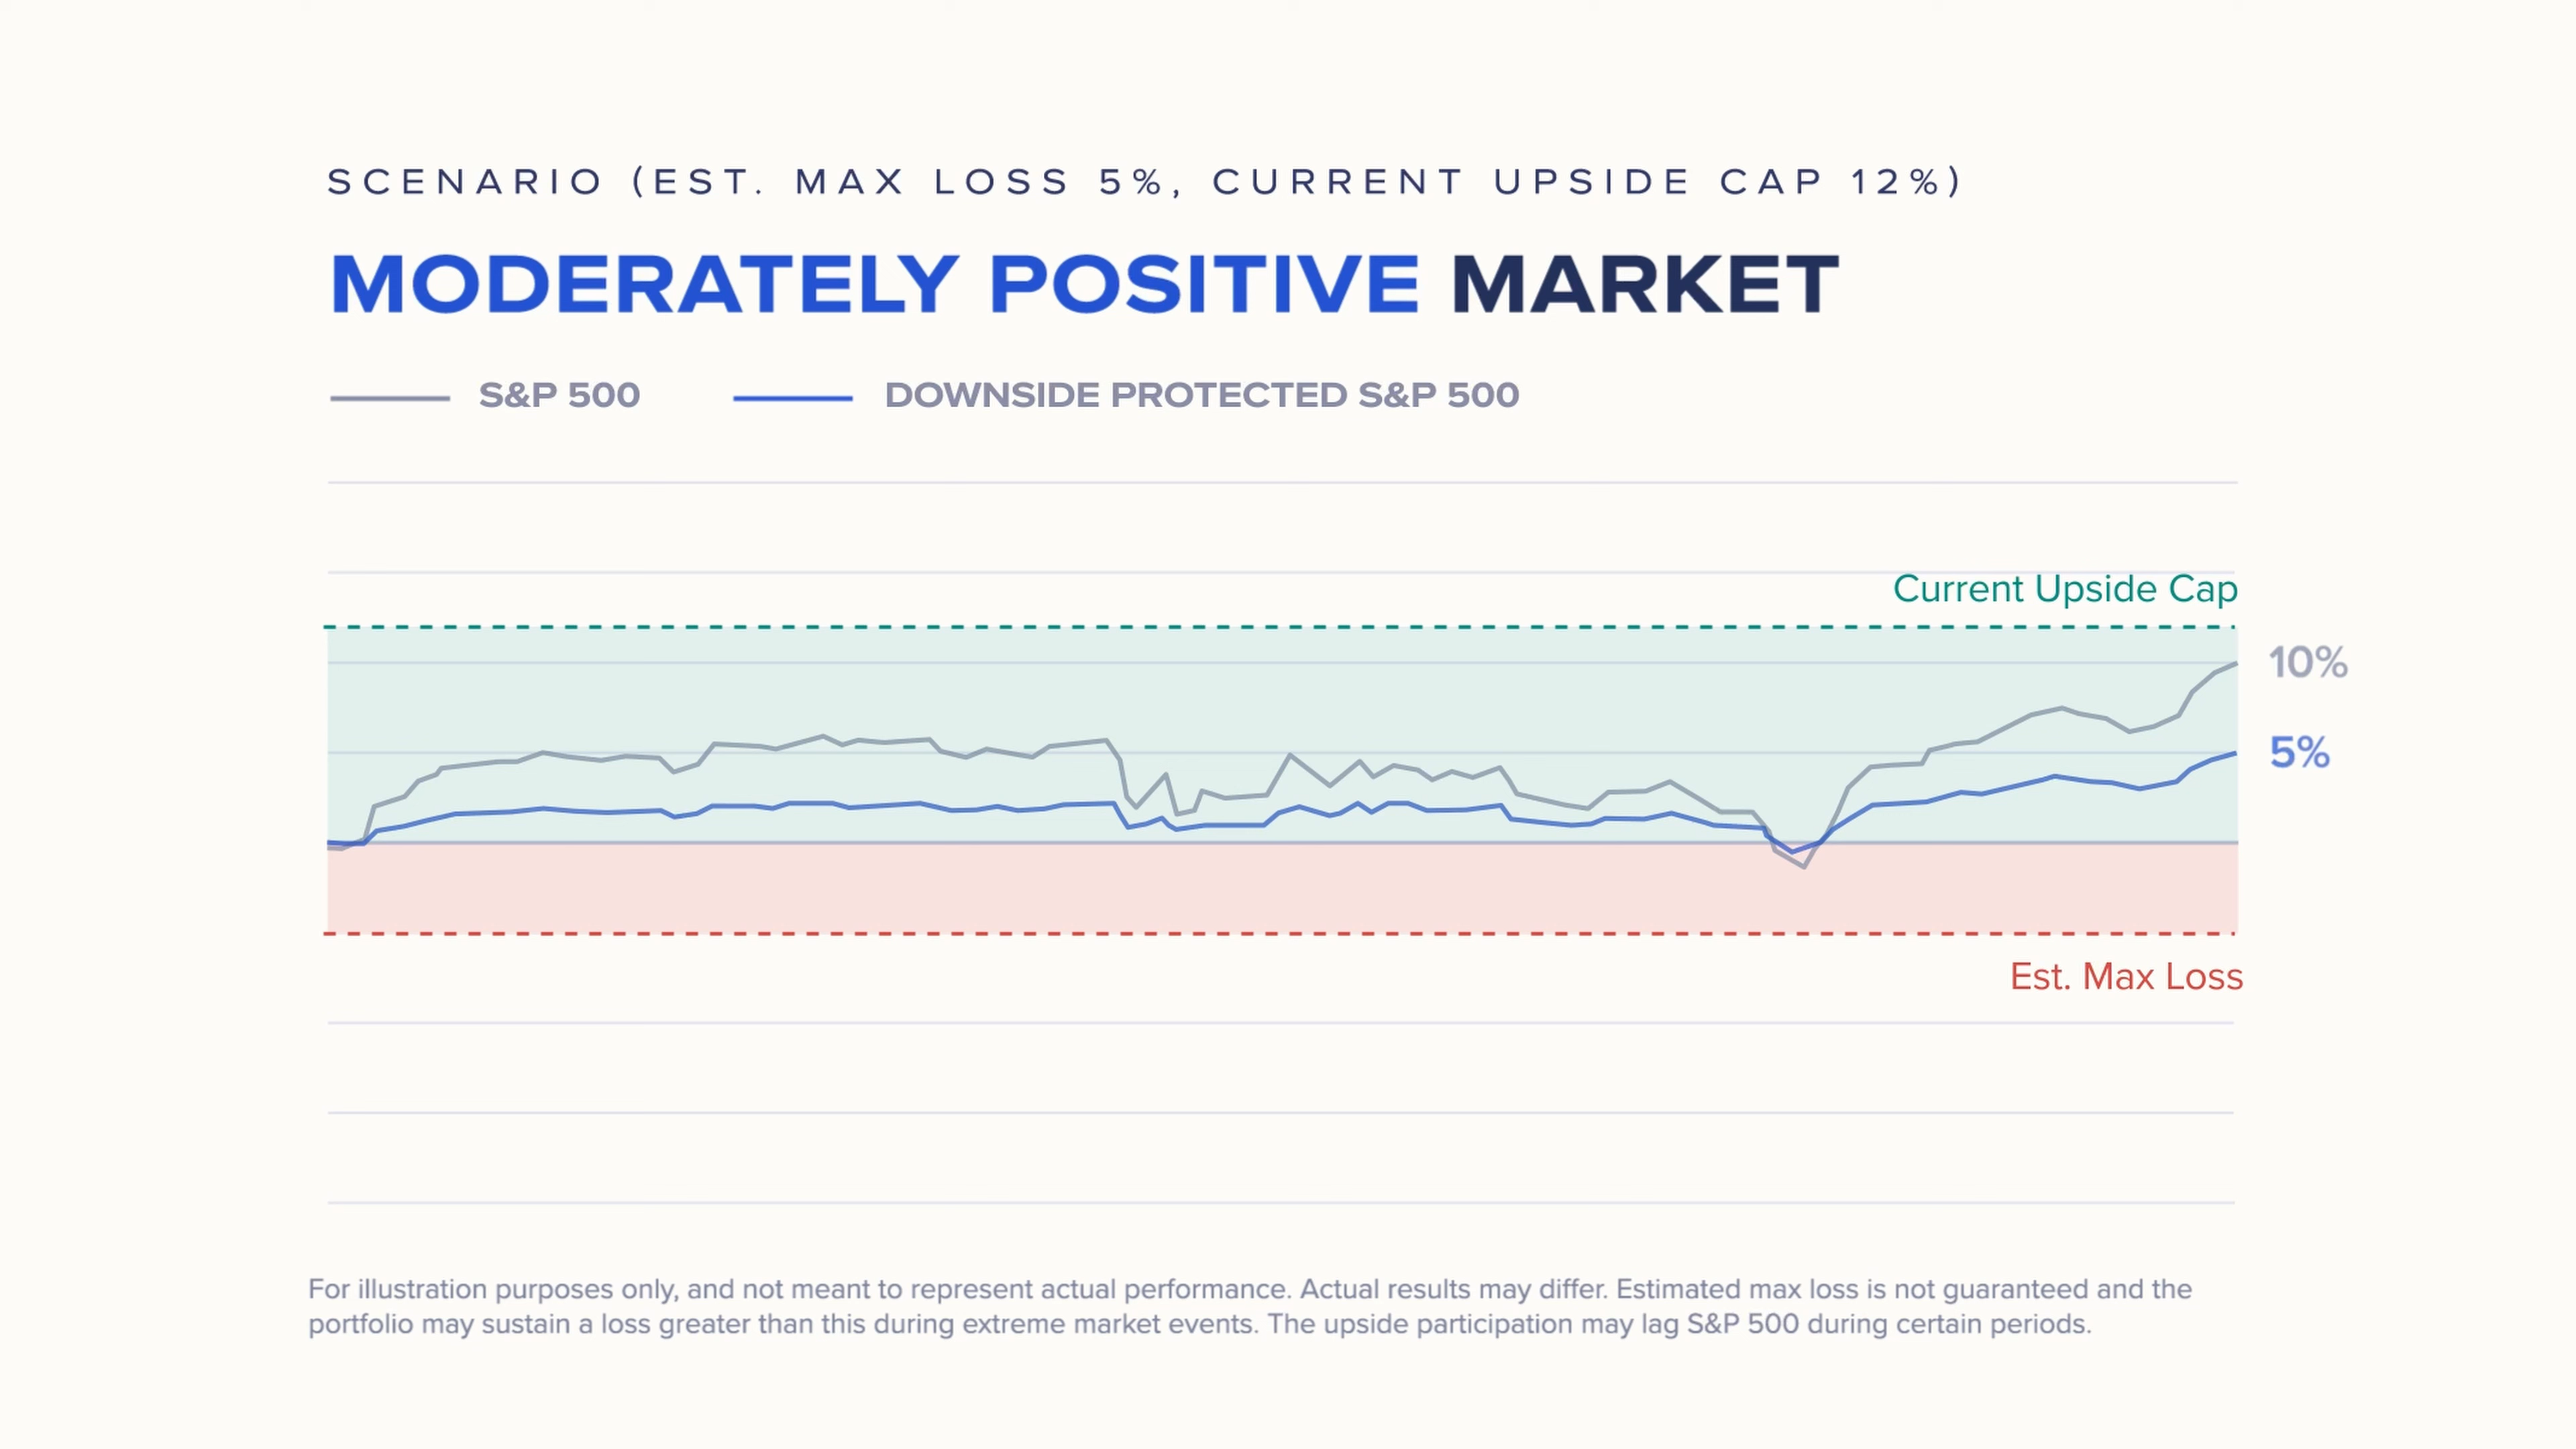 SCENARIO (EST. MAX LOSS 5%, CURRENT UPSIDE CAP 12%)
MODERATELY POSITIVE MARKET
S&P 500 DOWNSIDE PROTECTED S&P 500
Current Upside Cap
10%
5%
Est. Max Loss
For illustration purposes only, and not meant to represent actual performance. Actual results may differ. Estimated max loss is not guaranteed and the
portfolio may sustain a loss greater than this during extreme market events. The upside participation may lag S&P 500 during certain periods.